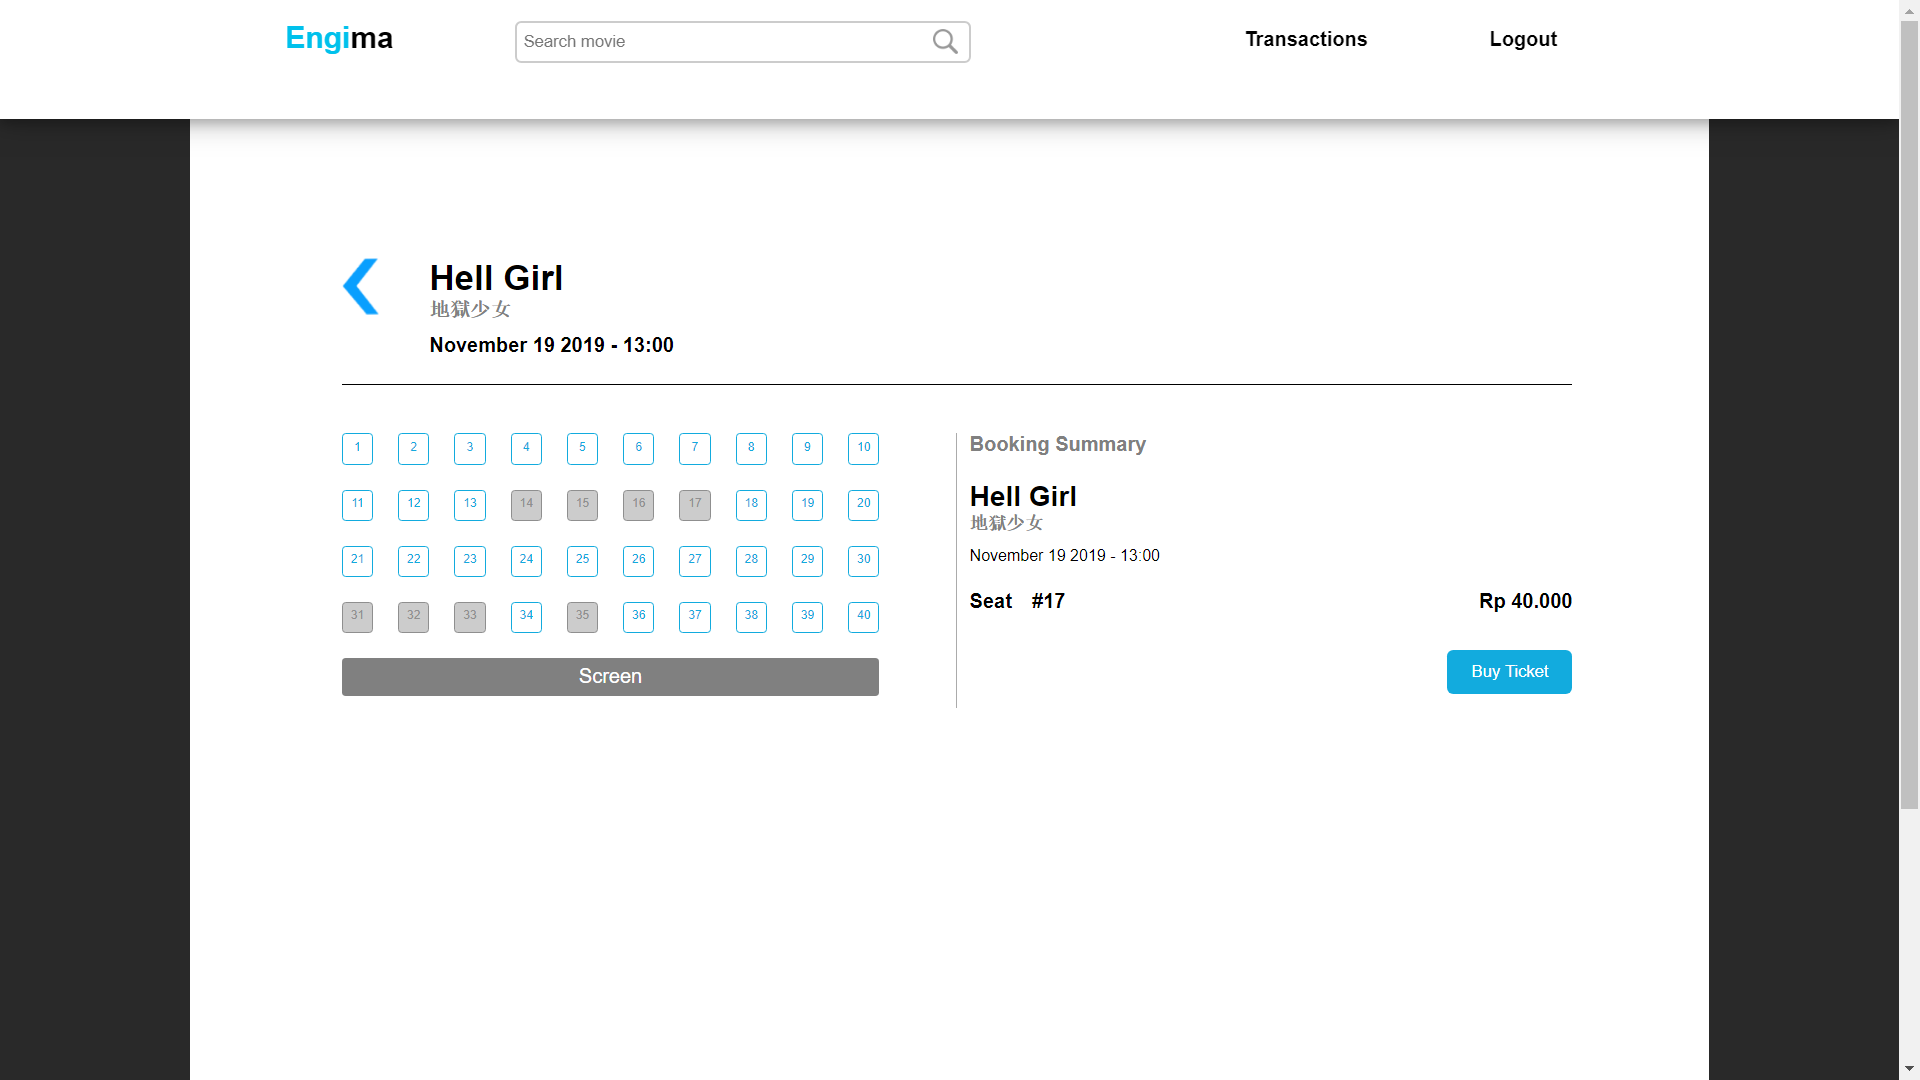 Engima
Search movie
Transactions
Logout
Hell Girl
地獄少女
November 19 2019 - 13:00
1 2 3 4 5 6 7 8 9 10
11 12 13 14 15 16 17 18 19 20
21 22 23 24 25 26 27 28 29 30
31 32 33 34 35 36 37 38 39 40
Screen
Booking Summary
Hell Girl
地獄少女
November 19 2019 - 13:00
Seat #17 Rp 40.000
Buy Ticket